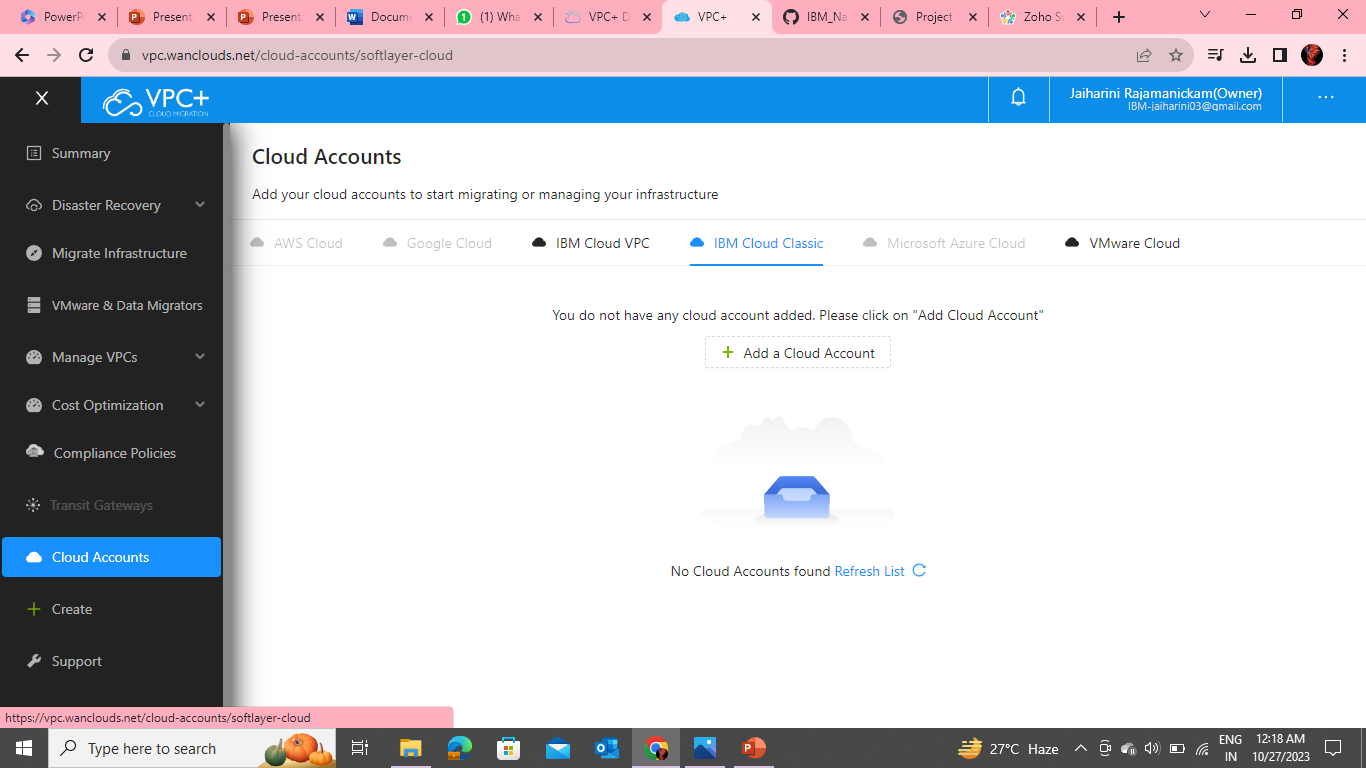 PowerP
Present
Present
Docume
(1) Wha
VPC+ D
VPC+
IBM_Na
Project
Zoho S
vpc.wanclouds.net/cloud-accounts/softlayer-cloud
VPC+
CLOUD MIGRATION
Jaiharini Rajamanickam(Owner)
IBM-jaiharini03@gmail.com
Summary
Disaster Recovery
Migrate Infrastructure
VMware & Data Migrators
Manage VPCs
Cost Optimization
Compliance Policies
Transit Gateways
Cloud Accounts
Create
Support
Cloud Accounts
Add your cloud accounts to start migrating or managing your infrastructure
AWS Cloud
Google Cloud
IBM Cloud VPC
IBM Cloud Classic
Microsoft Azure Cloud
VMware Cloud
You do not have any cloud account added. Please click on "Add Cloud Account"
+ Add a Cloud Account
No Cloud Accounts found Refresh List
https://vpc.wanclouds.net/cloud-accounts/softlayer-cloud
Type here to search
27°C Haze
ENG
IN
12:18 AM
10/27/2023